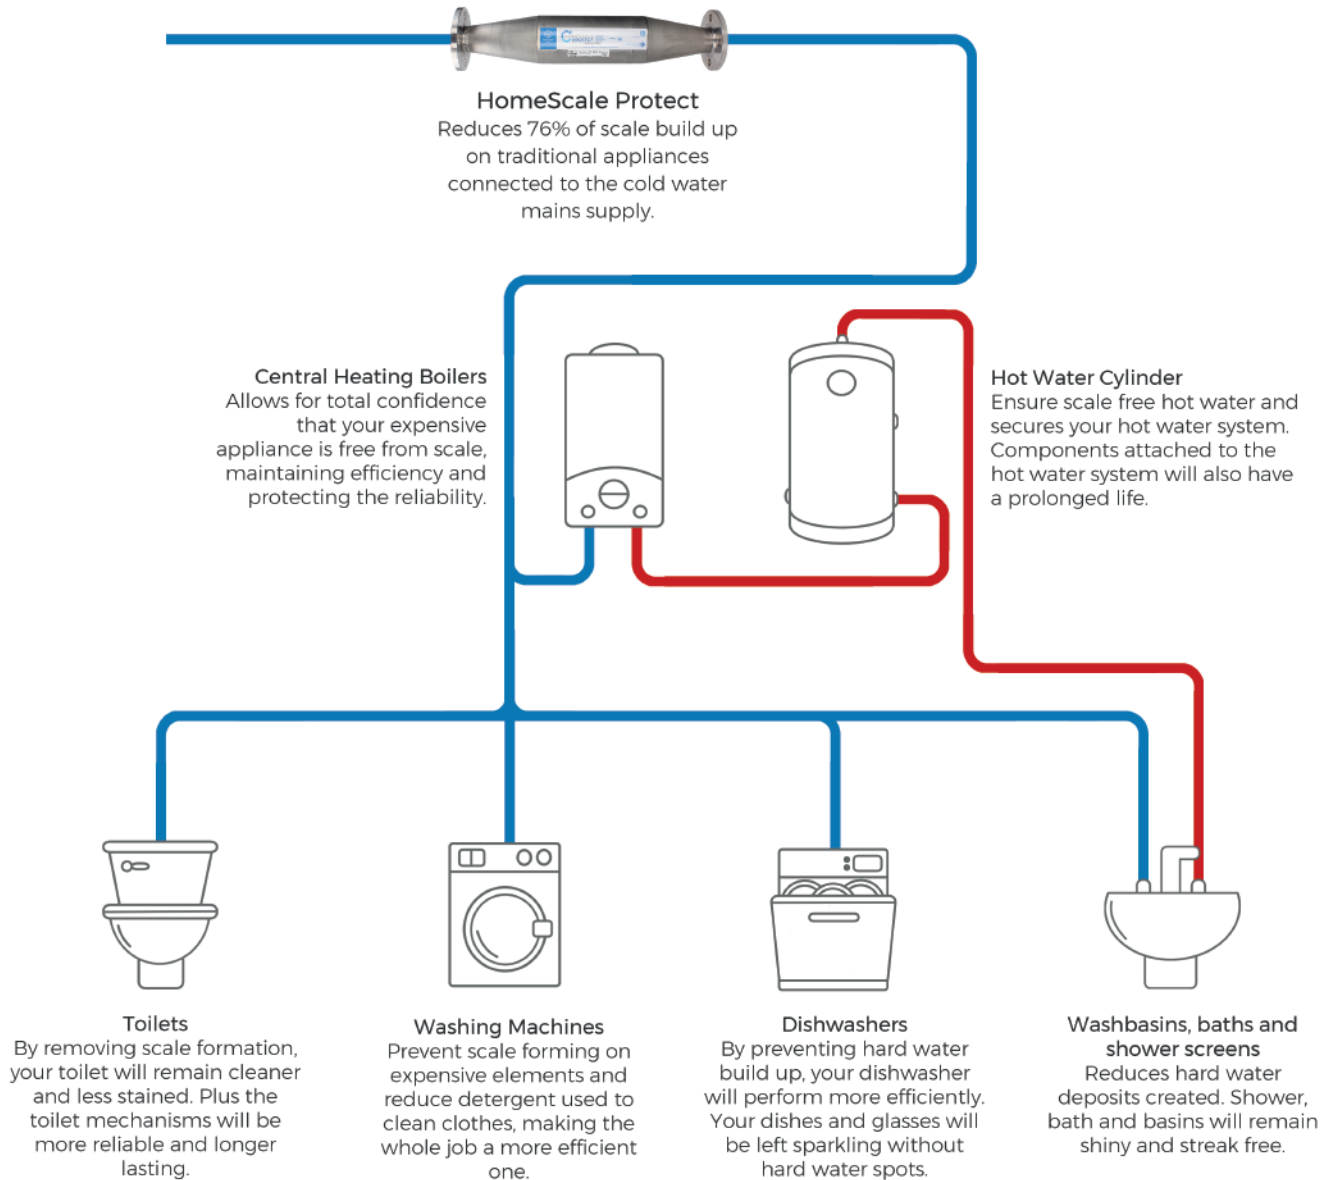 HomeScale Protect
Reduces 76% of scale build up
on traditional appliances
connected to the cold water
mains supply.
Central Heating Boilers
Allows for total confidence
that your expensive
appliance is free from scale,
maintaining efficiency and
protecting the reliability.
Hot Water Cylinder
Ensure scale free hot water and
secures your hot water system.
Components attached to the
hot water system will also have
a prolonged life.
Toilets
By removing scale formation,
your toilet will remain cleaner
and less stained. Plus the
toilet mechanisms will be
more reliable and longer
lasting.
Washing Machines
Prevent scale forming on
expensive elements and
reduce detergent used to
clean clothes, making the
whole job a more efficient
one.
Dishwashers
By preventing hard water
build up, your dishwasher
will perform more efficiently.
Your dishes and glasses will
be left sparkling without
hard water spots.
Washbasins, baths and
shower screens
Reduces hard water
deposits created. Shower,
bath and basins will remain
shiny and streak free.